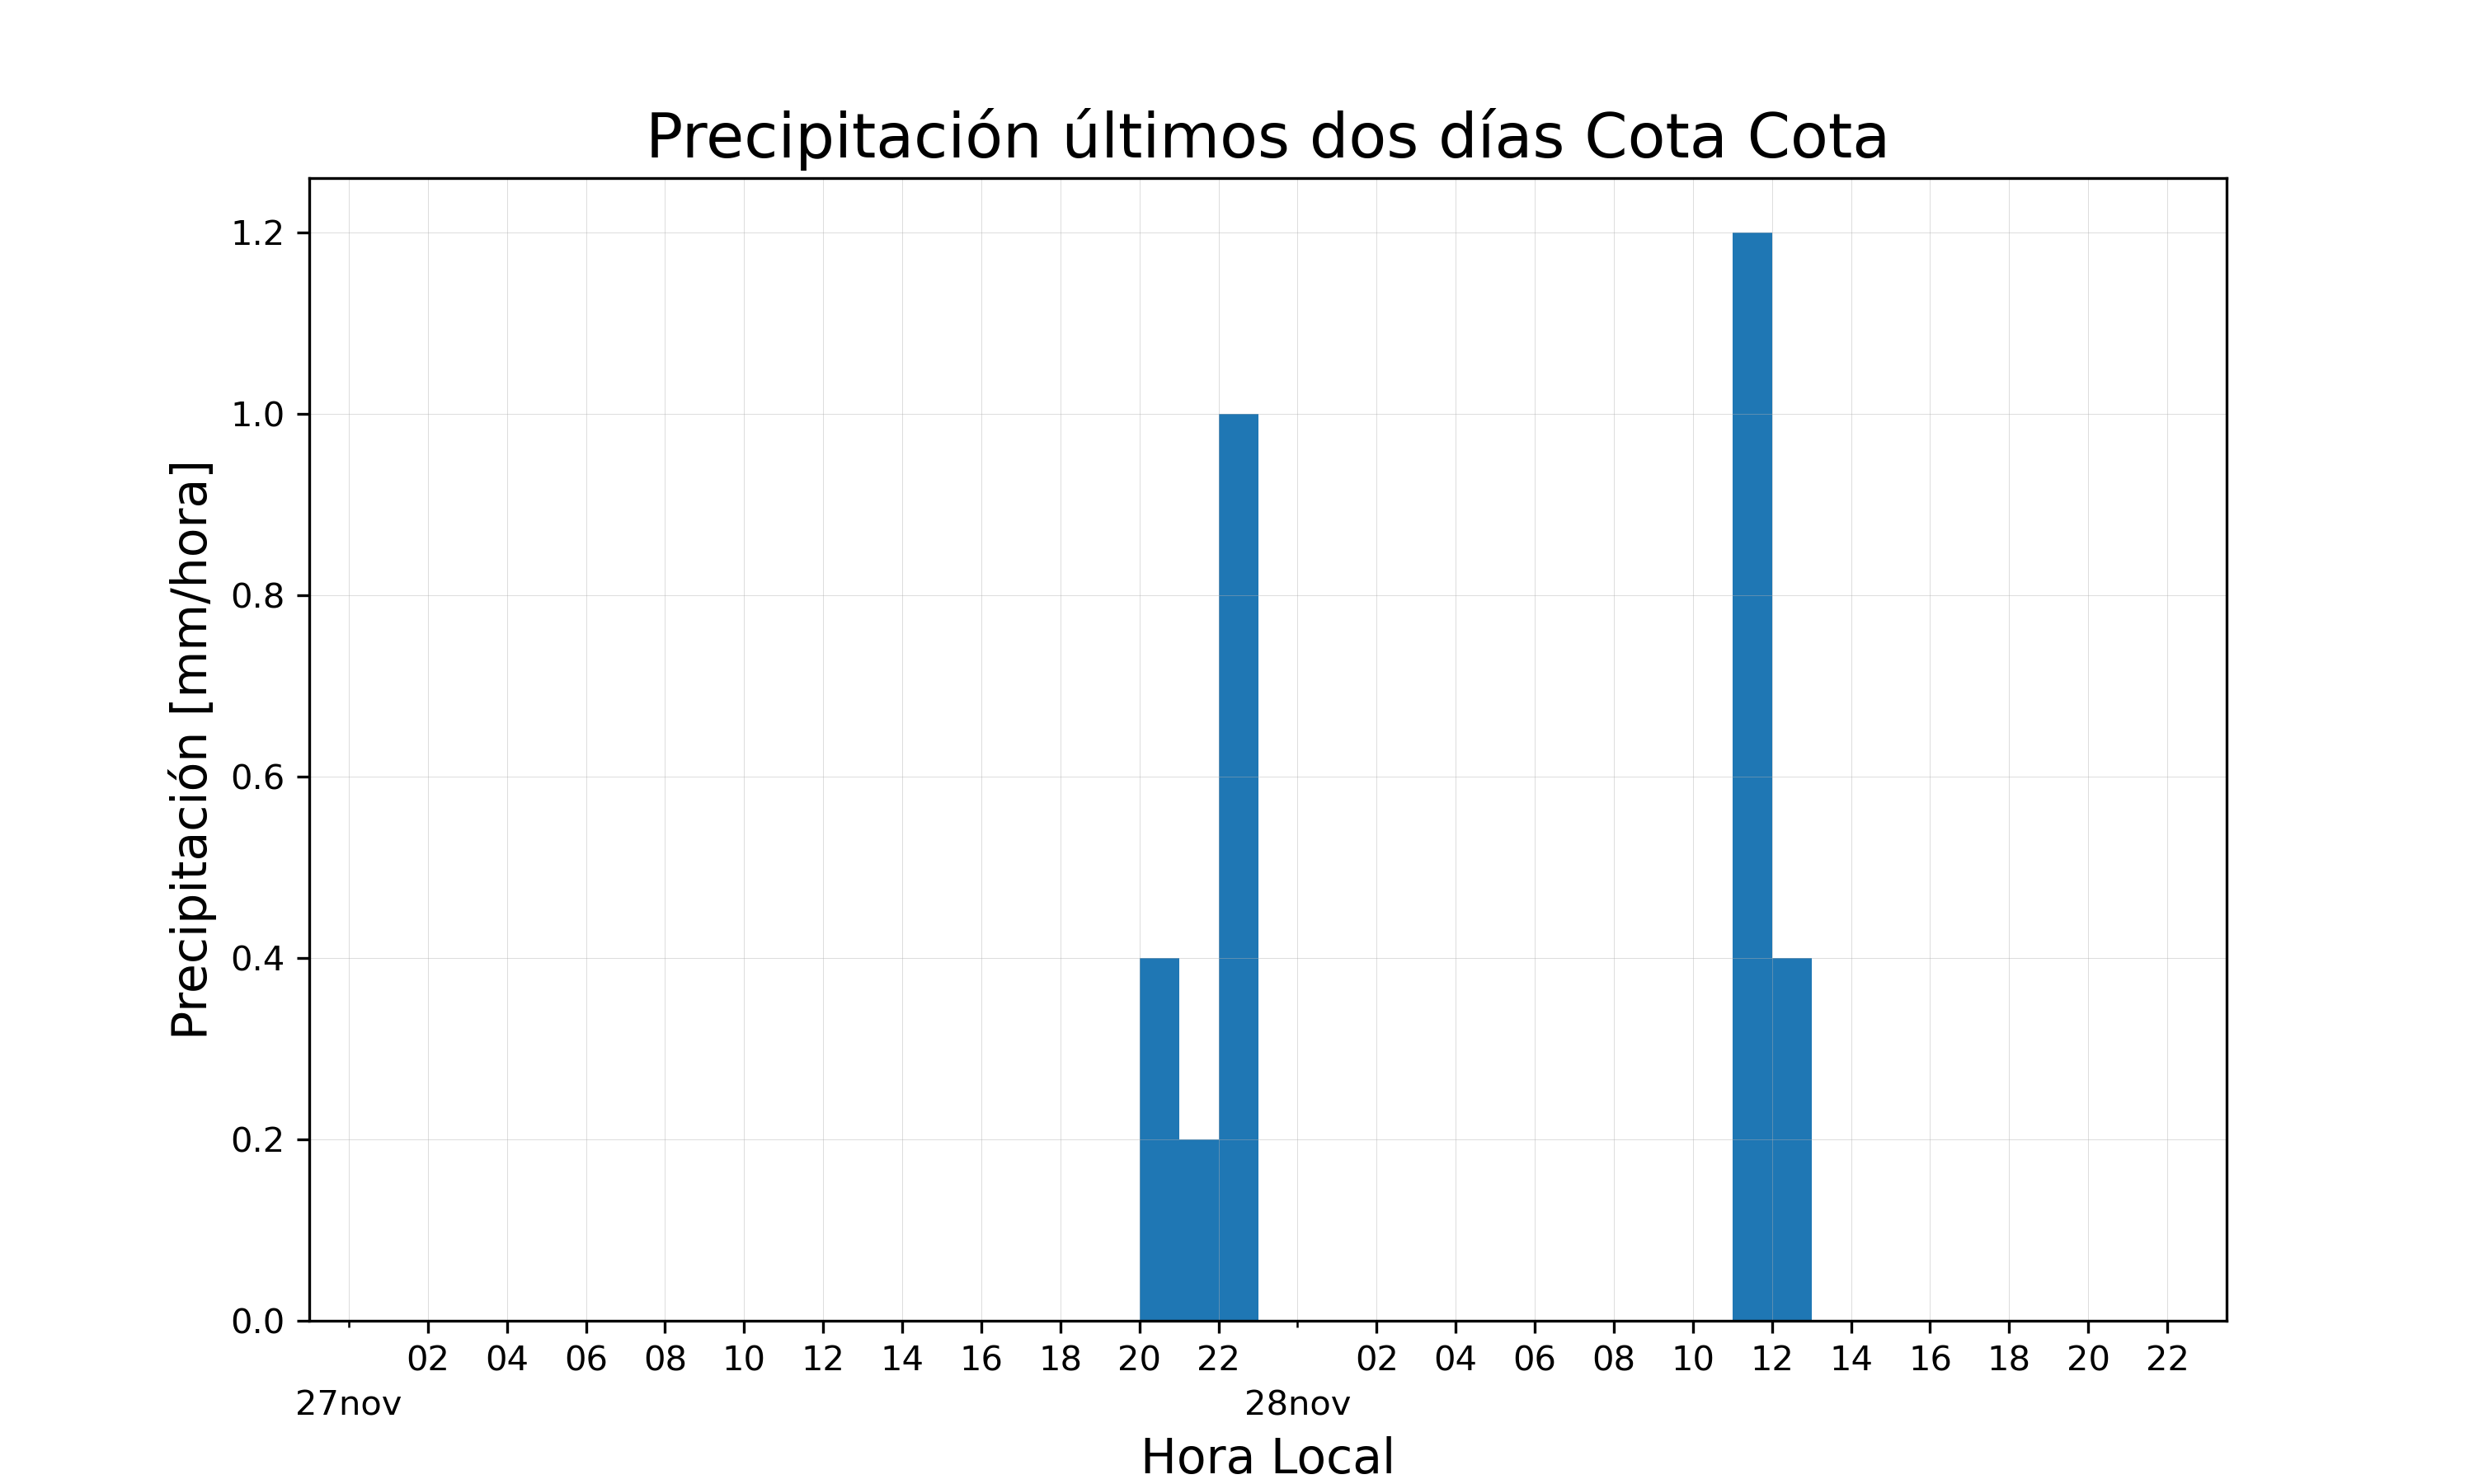 Precipitación últimos dos días Cota Cota
Precipitación [mm/hora]
1.2
1.0
0.8
0.6
0.4
0.2
0.0
02 04 06 08 10 12 14 16 18 20 22 02 04 06 08 10 12 14 16 18 20 22
27nov 28nov
Hora Local